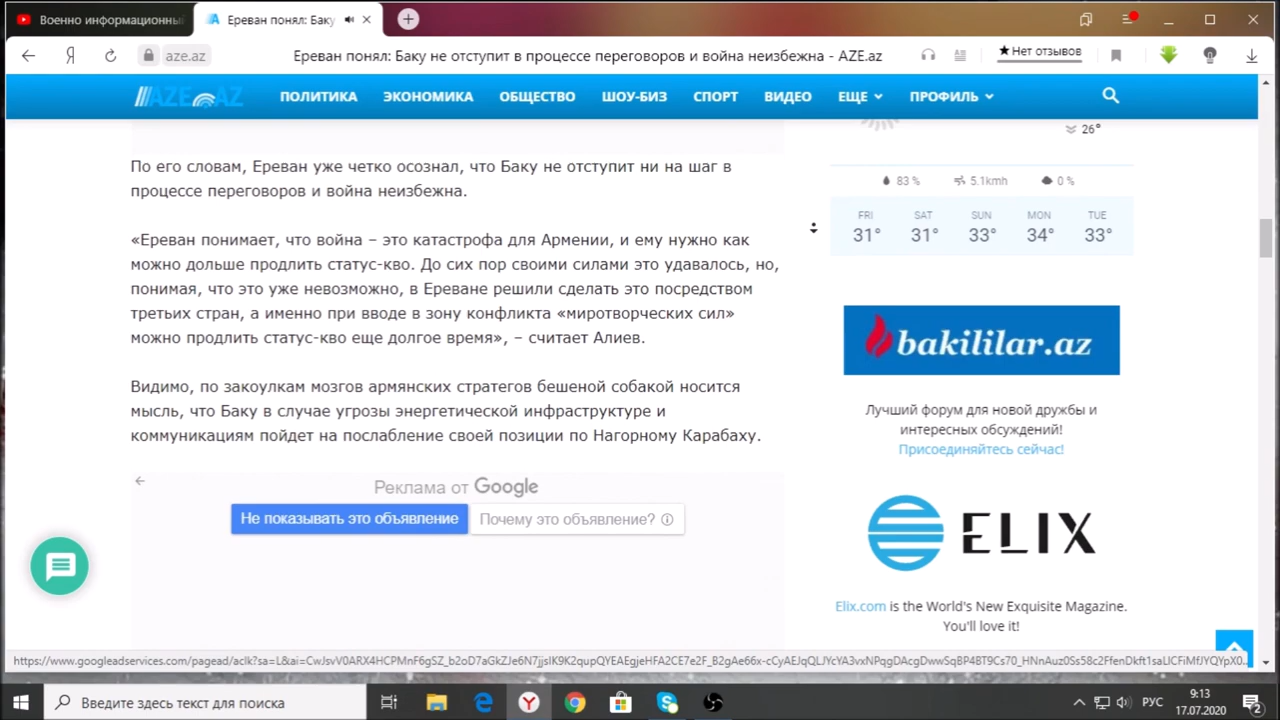 Военно информационны
Ереван понял: Баку
aze.az
Ереван понял: Баку не отступит в процессе переговоров и война неизбежна - AZE.az
★Нет отзывов
AZE.AZ
ПОЛИТИКА
ЭКОНОМИКА
ОБЩЕСТВО
ШОУ-БИЗ
СПОРТ
ВИДЕО
ЕЩЕ
ПРОФИЛЬ
По его словам, Ереван уже четко осознал, что Баку не отступит ни на шаг в
процессе переговоров и война неизбежна.
«Ереван понимает, что война – это катастрофа для Армении, и ему нужно как
можно дольше продлить статус-кво. До сих пор своими силами это удавалось, но,
понимая, что это уже невозможно, в Ереване решили сделать это посредством
третьих стран, а именно при вводе в зону конфликта «миротворческих сил»
можно продлить статус-кво еще долгое время», – считает Алиев.
Видимо, по закоулкам мозгов армянских стратегов бешеной собакой носится
мысль, что Баку в случае угрозы энергетической инфраструктуре и
коммуникациям пойдет на послабление своей позиции по Нагорному Карабаху.
Реклама от Google
Не показывать это объявление
Почему это объявление?
26°
83 %
5.1kmh
0 %
FRI SAT SUN MON TUE
31° 31° 33° 34° 33°
bakililar.az
Лучший форум для новой дружбы и
интересных обсуждений!
Присоединяйтесь сейчас!
ELIX
Elix.com is the World's New Exquisite Magazine.
You'll love it!
Введите здесь текст для поиска
РУС
9:13
17.07.2020
2